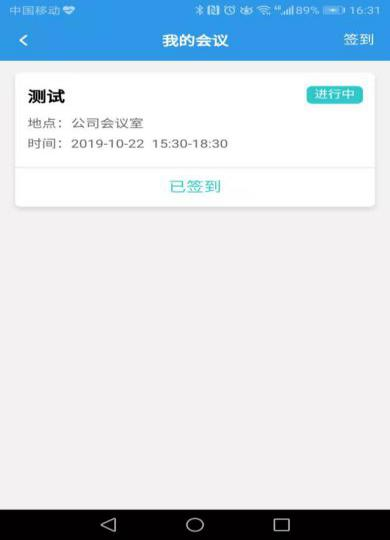 中国移动 4G 89% 16:31
我的会议 签到
测试 进行中
地点：公司会议室
时间：2019-10-22 15:30-18:30
已签到